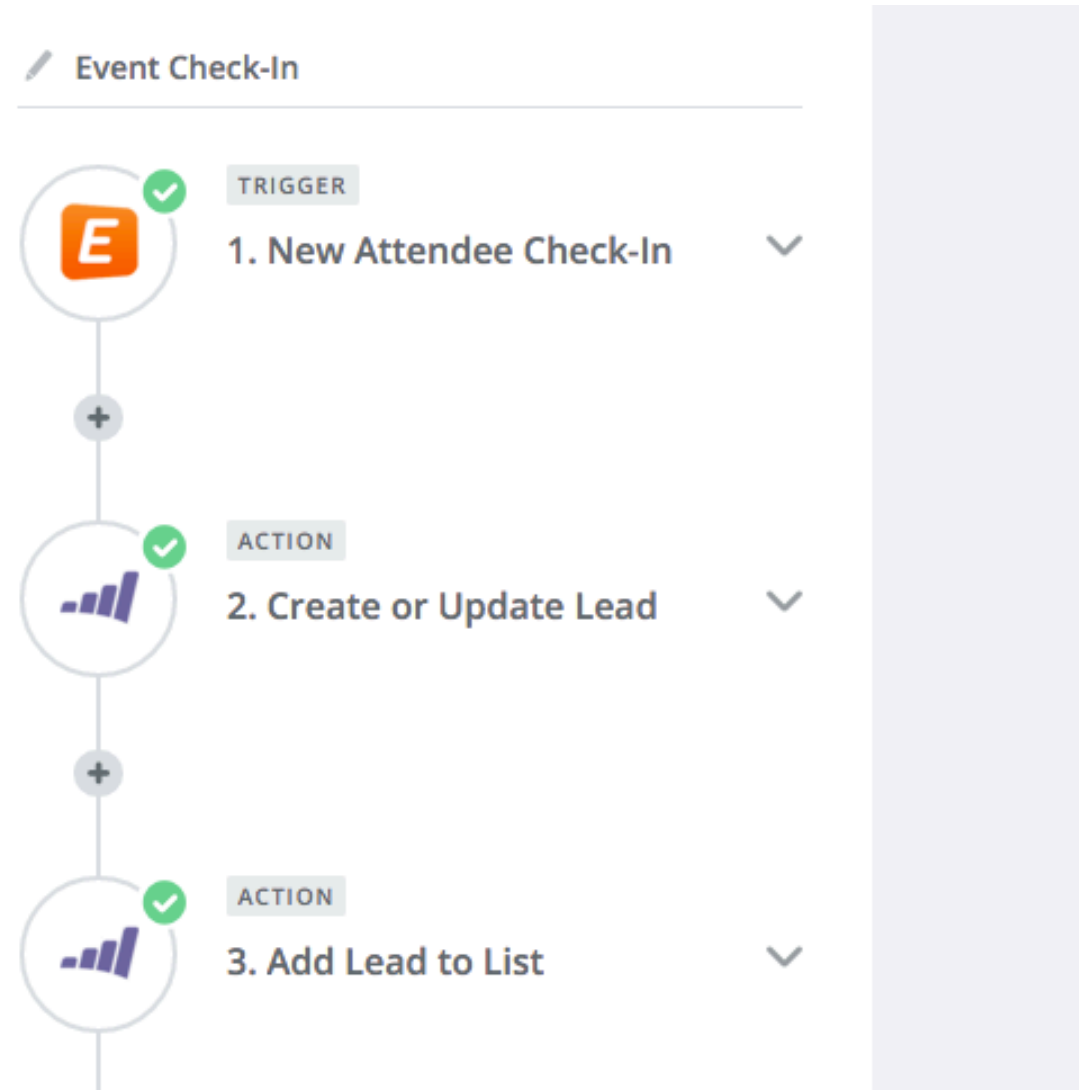 Event Check-In
TRIGGER
E
1. New Attendee Check-In
ACTION
2. Create or Update Lead
ACTION
3. Add Lead to List